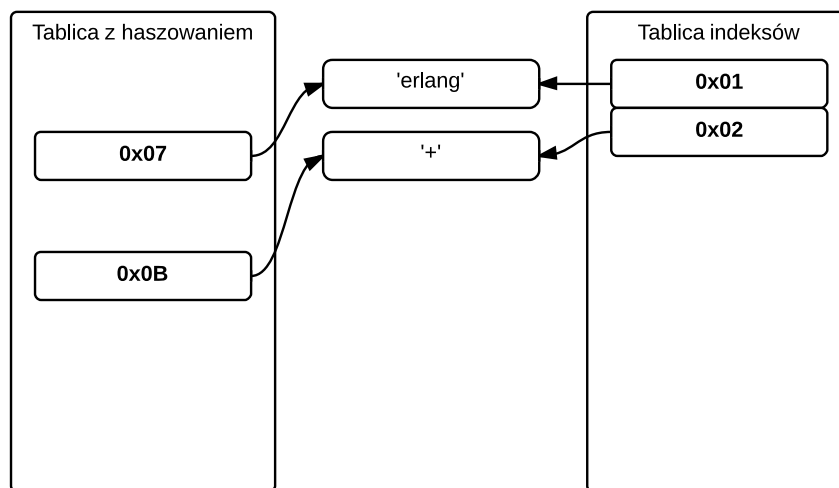 Tablica z haszowaniem
Tablica indeksów
'erlang'
0x01
0x02
0x07
'+'
0x0B